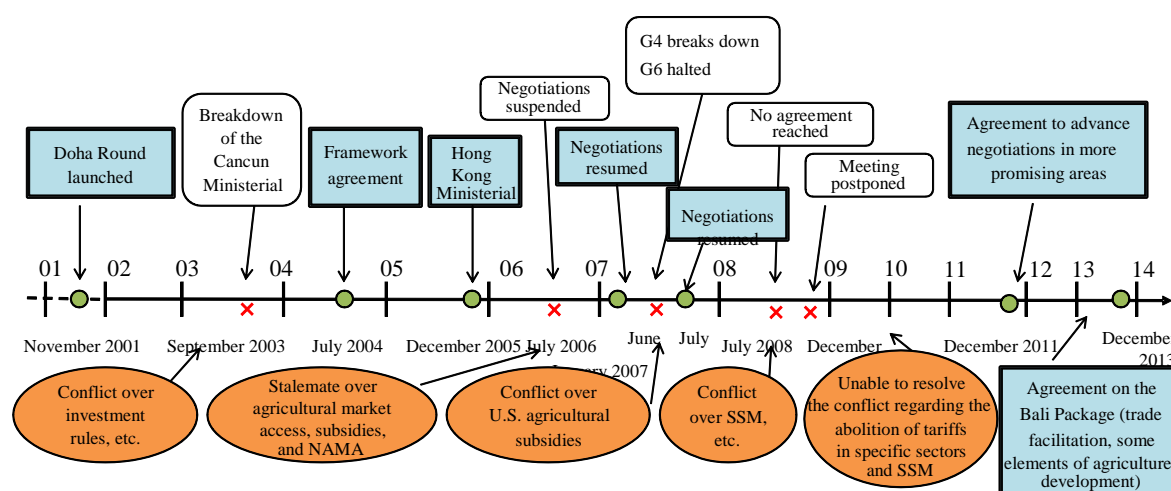 G4 breaks down
G6 halted
Negotiations
suspended
Breakdown
of the
Cancun
Ministerial
No agreement
reached
Agreement to advance
negotiations in more
promising areas
Doha Round
launched
Framework
agreement
Hong
Kong
Ministerial
Negotiations
resumed
Meeting
postponed
Negotiations
resumed
01
02
03
04
05
06
07
08
09
10
11
12
13
14
November 2001
September 2003
July 2004
December 2005
July 2006
2007
June
July
July 2008
December
December 2011
December
2013
Conflict over
investment
rules, etc.
Stalemate over
agricultural market
access, subsidies,
and NAMA
Conflict over
U.S. agricultural
subsidies
Conflict
over SSM,
etc.
Unable to resolve
the conflict regarding the
abolition of tariffs
in specific sectors
and SSM
Agreement on the
Bali Package (trade
facilitation, some
elements of agriculture,
development)